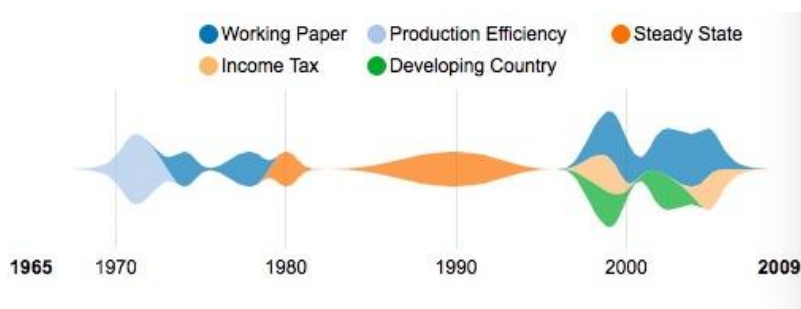 Working Paper Production Efficiency Steady State
Income Tax Developing Country
1965 1970 1980 1990 2000 2009